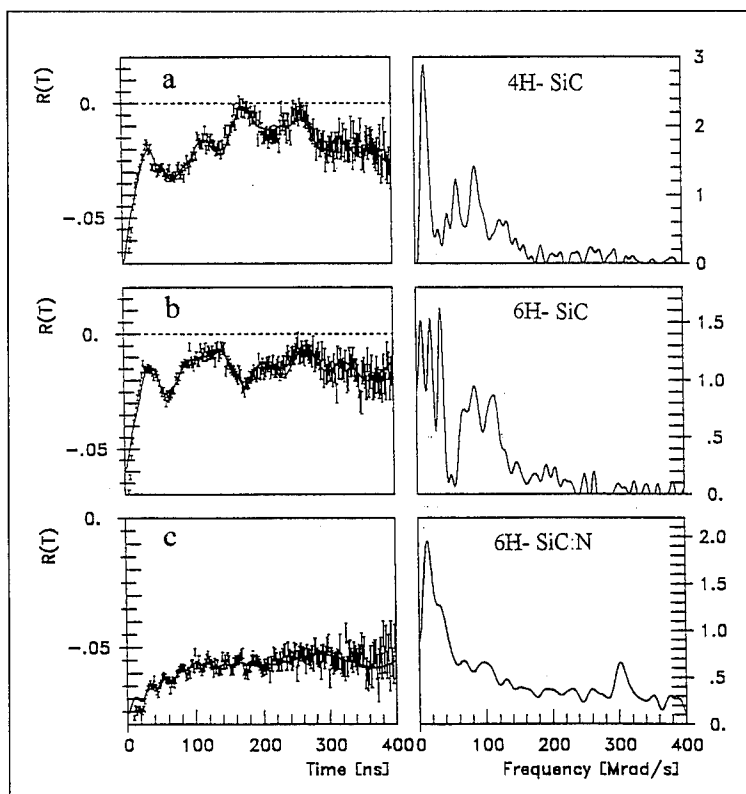 a
R(T)
0.
-.05
4H- SiC
3
2
1
0
b
R(T)
0.
-.05
6H- SiC
1.5
1.0
.5
0.
c
R(T)
0.
-.05
0
100
200
300
400
Time [ns]
6H- SiC:N
2.0
1.5
1.0
.5
0.
0
100
200
300
400
Frequency [Mrad/s]